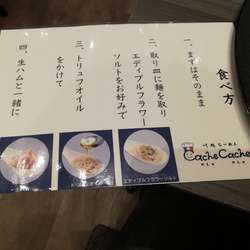 食べ方
一、まずはそのまま
二、取り皿に麺を取り
エディブルフラワー
ソルトをお好みで
三、トリュフオイル
をかけて
四、生ハムと一緒に
Cache Cache
エディブルフラワーソルト